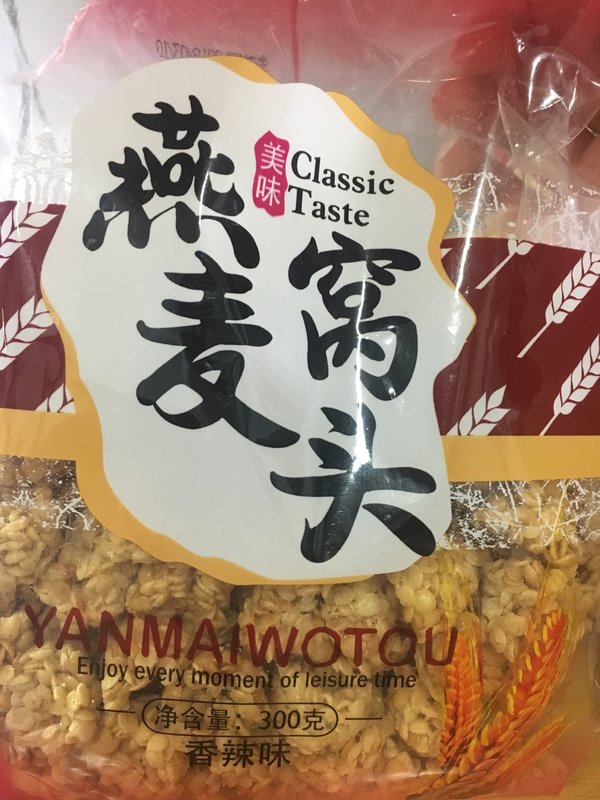 燕麦
窝头
美味
Classic
Taste
YANMAIWOTOU
Enjoy every moment of leisure time
净含量：300克
香辣味